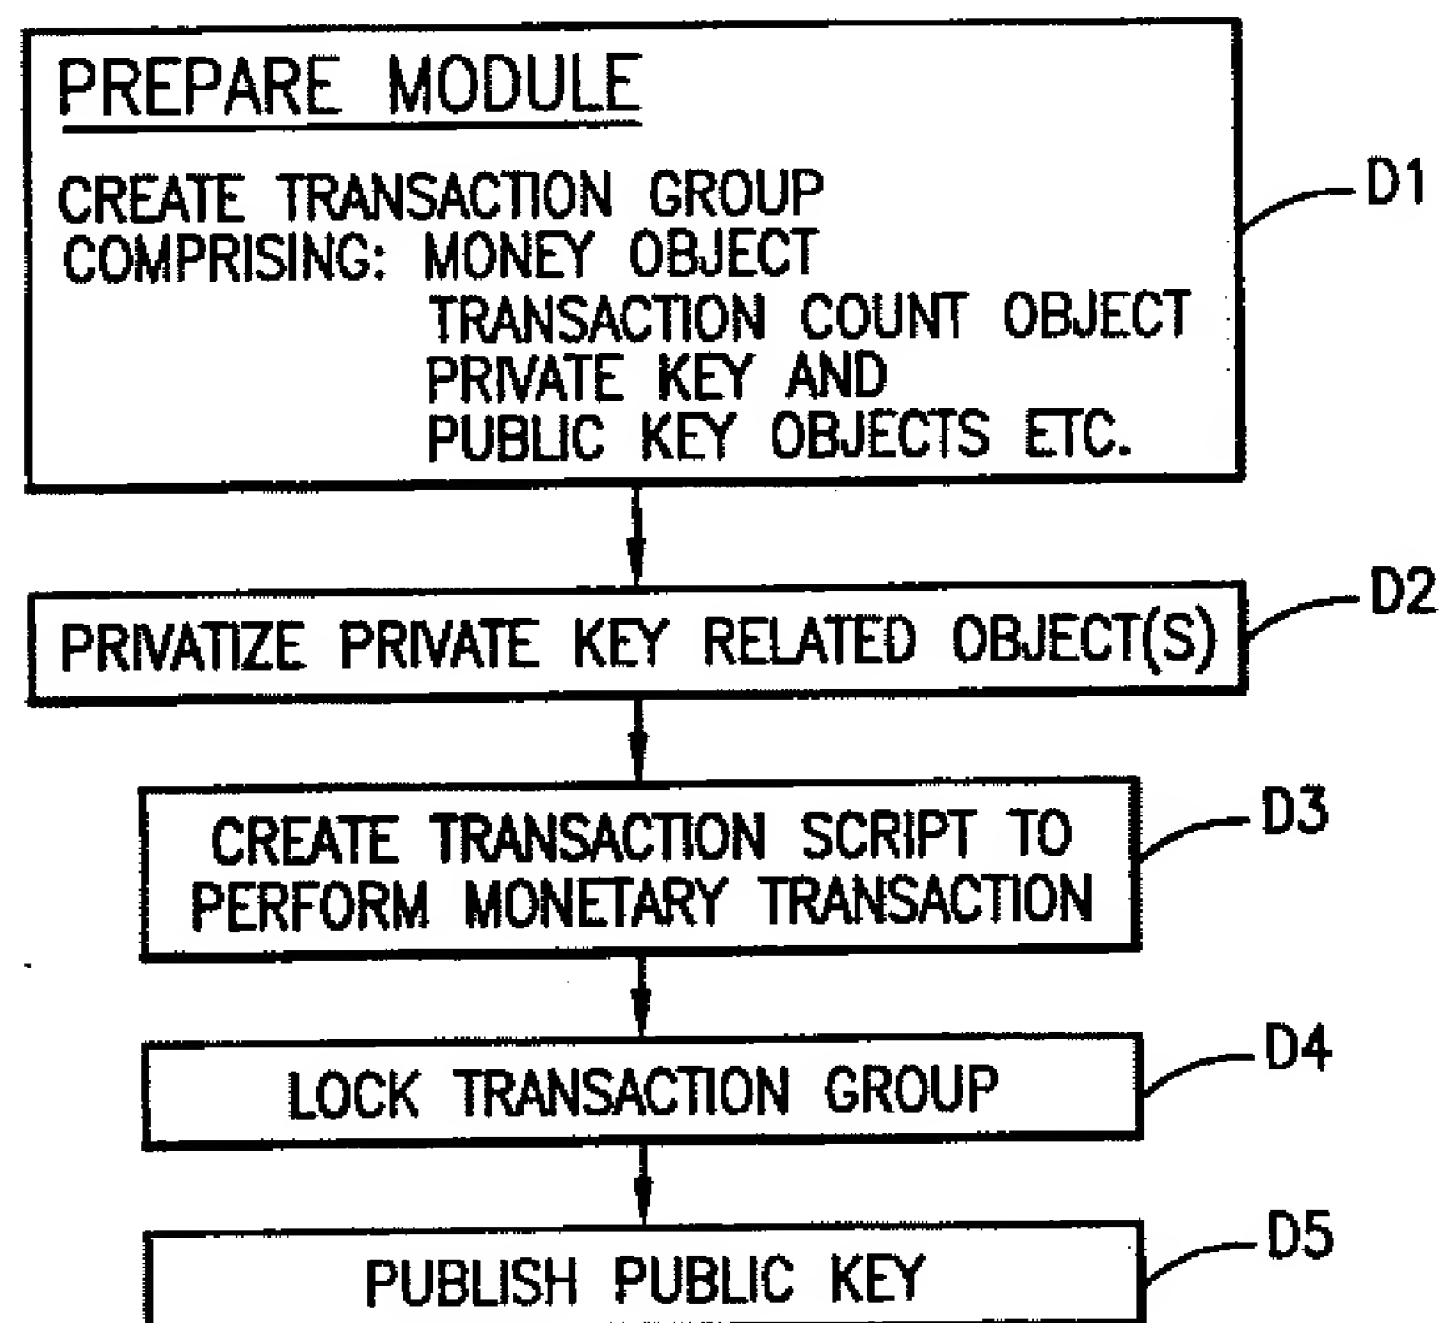 PREPARE MODULE
CREATE TRANSACTION GROUP
COMPRISING: MONEY OBJECT
TRANSACTION COUNT OBJECT
PRIVATE KEY AND
PUBLIC KEY OBJECTS ETC.
D1
PRIVATIZE PRIVATE KEY RELATED OBJECT(S)
D2
CREATE TRANSACTION SCRIPT TO
PERFORM MONETARY TRANSACTION
D3
LOCK TRANSACTION GROUP
D4
PUBLISH PUBLIC KEY
D5